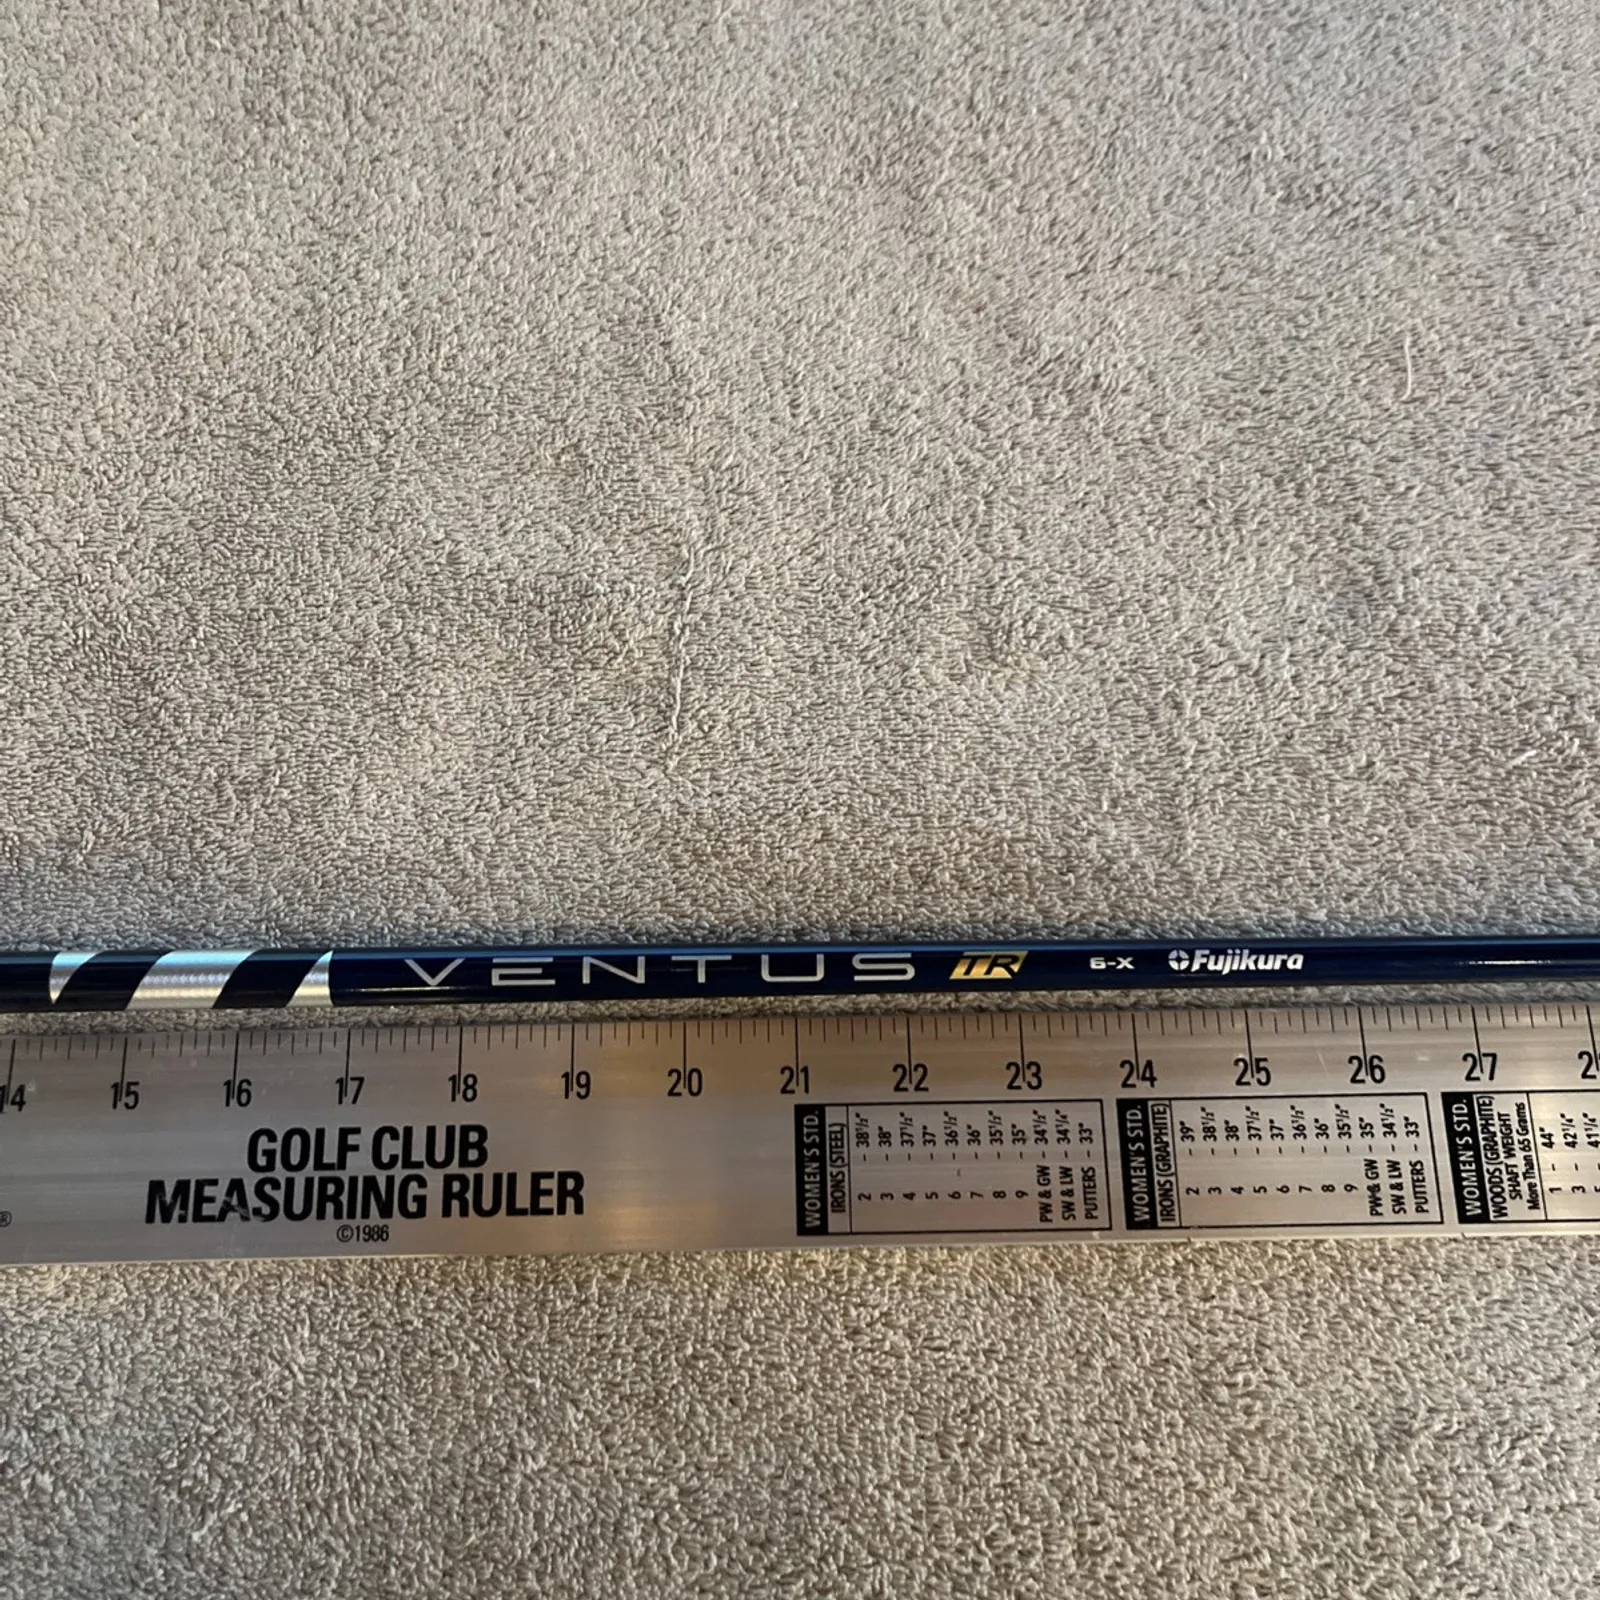 VENTUS TR 6-X Fujikura
14 15 16 17 18 19 20 21 22 23 24 25 26 27
GOLF CLUB
MEASURING RULER
©1986
®
WOMEN'S STD.
IRONS (STEEL)
2 - 38½"
3 - 38"
4 - 37½"
5 - 37"
6 - 36½"
7 - 36"
8 - 35½"
9 - 35"
PW & GW - 34½"
SW & LW - 34¼"
PUTTERS - 33"
WOMEN'S STD.
IRONS (GRAPHITE)
2 - 39"
3 - 38½"
4 - 38"
5 - 37½"
6 - 37"
7 - 36½"
8 - 36"
9 - 35½"
PW & GW - 35"
SW & LW - 34½"
PUTTERS - 33"
WOMEN'S STD.
WOODS (GRAPHITE)
SHAFT WEIGHT
More Than 65 Grams
1 - 44"
3 - 42¼"